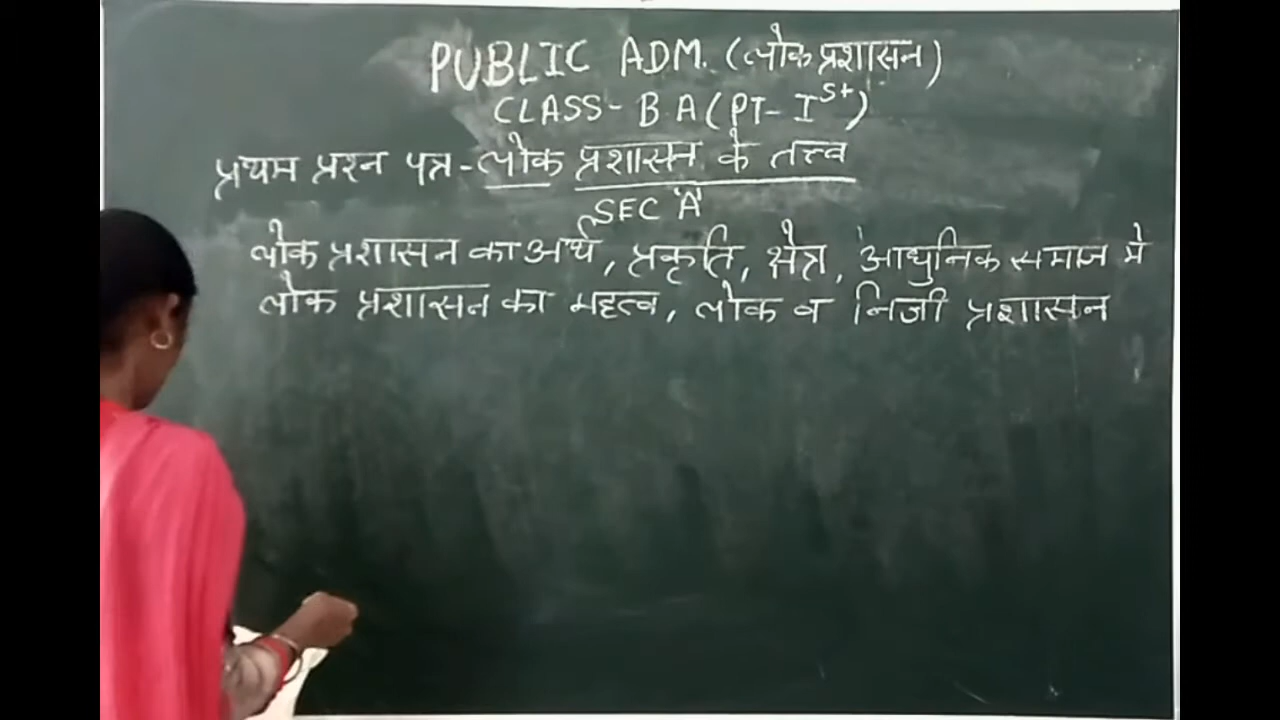 PUBLIC ADM. (लोक प्रशासन)
CLASS- B.A (PT- Ist)
प्रथम प्रश्न पत्र - लोक प्रशासन के तत्त्व
SEC 'A'
लोक प्रशासन का अर्थ, प्रकृति, क्षेत्र, आधुनिक समाज मे
लोक प्रशासन का महत्व, लोक व निजी प्रशासन